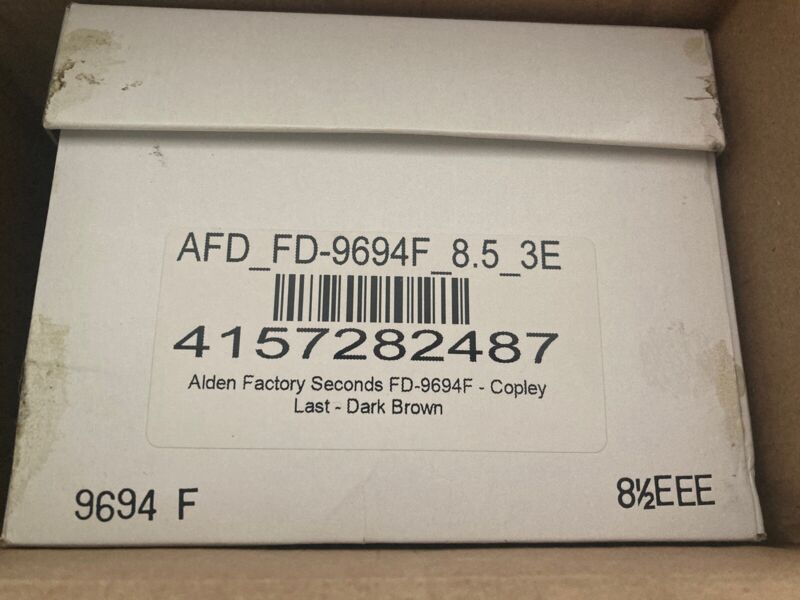 AFD_FD-9694F_8.5_3E
4157282487
Alden Factory Seconds FD-9694F - Copley
Last - Dark Brown
9694 F 8½EEE